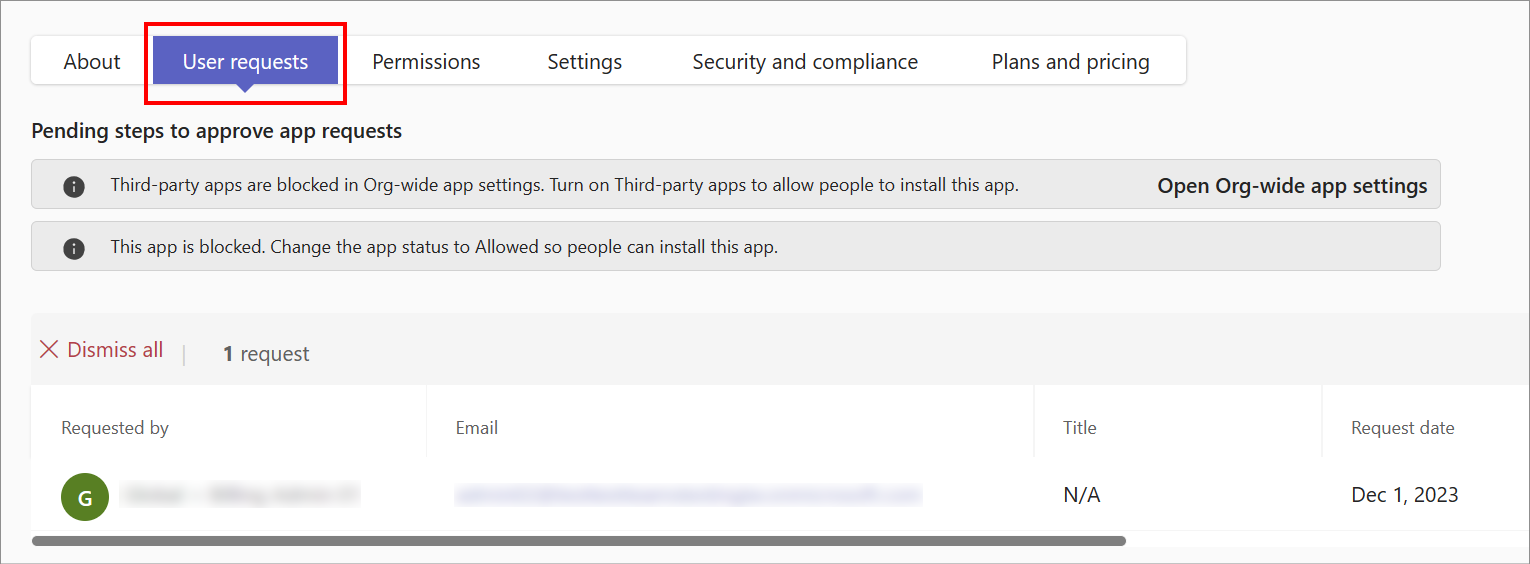 About User requests Permissions Settings Security and compliance Plans and pricing
Pending steps to approve app requests
Third-party apps are blocked in Org-wide app settings. Turn on Third-party apps to allow people to install this app. Open Org-wide app settings
This app is blocked. Change the app status to Allowed so people can install this app.
Dismiss all | 1 request
Requested by Email Title Request date
G N/A Dec 1, 2023